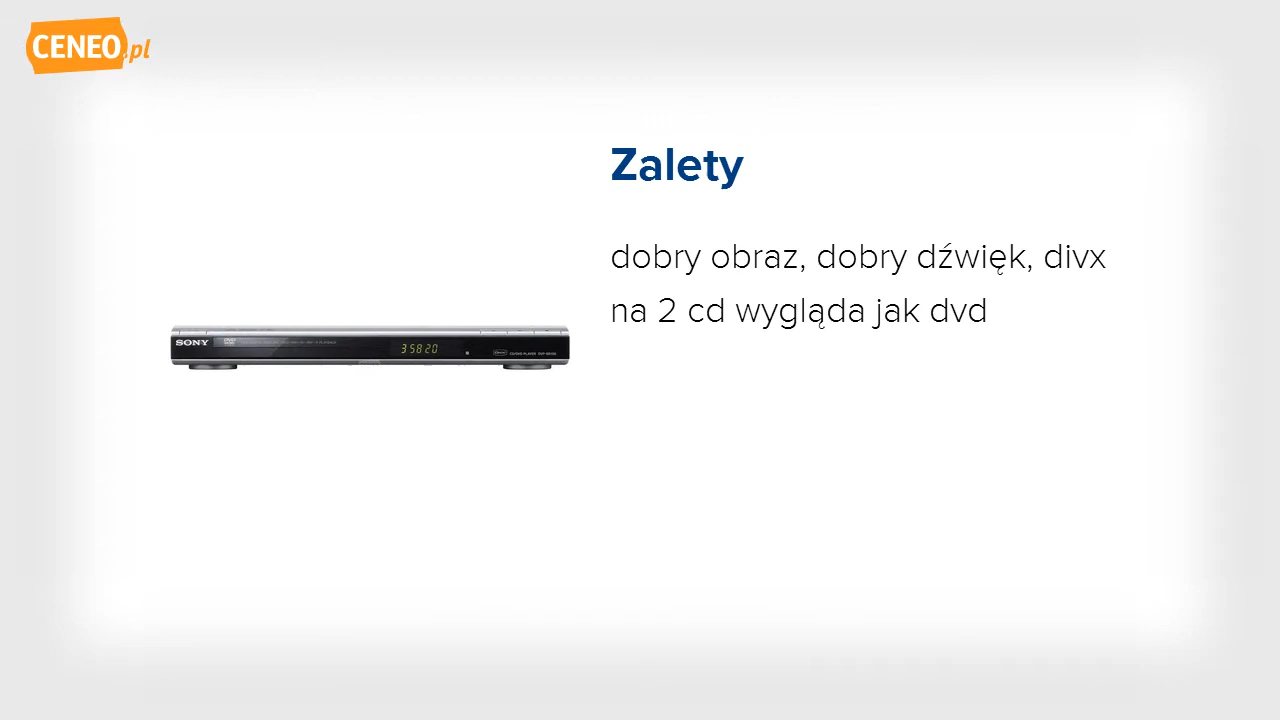 CENEO.pl
Zalety
dobry obraz, dobry dźwięk, divx
na 2 cd wygląda jak dvd
SONY
35820